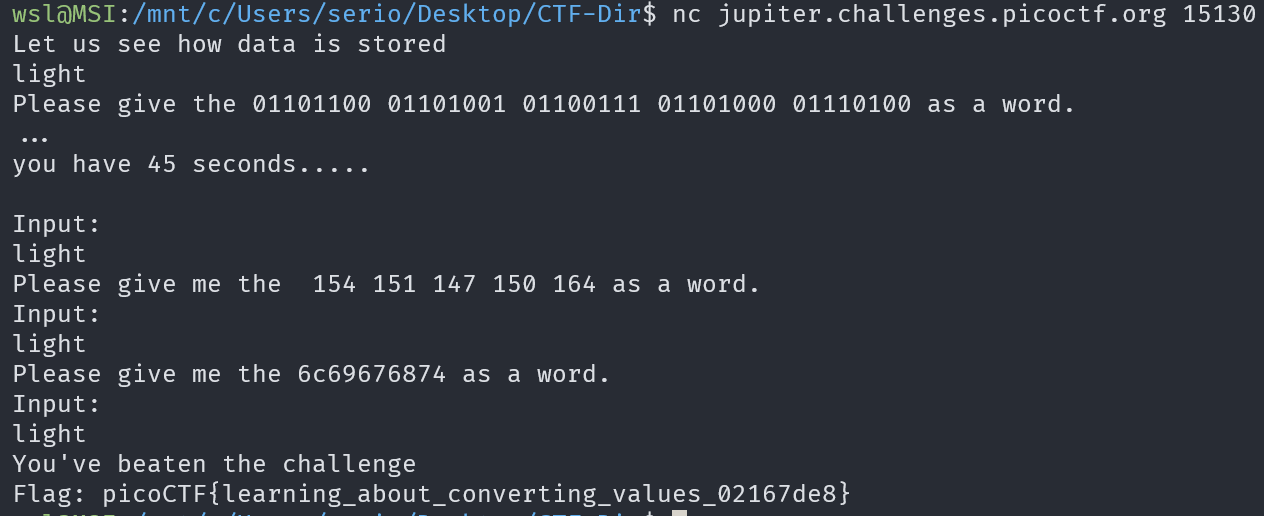 wsl@MSI:/mnt/c/Users/serio/Desktop/CTF-Dir$ nc jupiter.challenges.picoctf.org 15130
Let us see how data is stored
light
Please give the 01101100 01101001 01100111 01101000 01110100 as a word.
...
you have 45 seconds.....
Input:
light
Please give me the  154 151 147 150 164 as a word.
Input:
light
Please give me the 6c69676874 as a word.
Input:
light
You've beaten the challenge
Flag: picoCTF{learning_about_converting_values_02167de8}